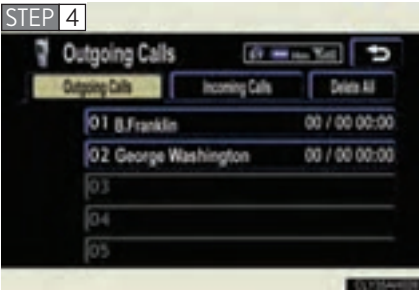 STEP 4
Outgoing Calls
Outgoing Calls Incoming Calls Delete All
01 B.Franklin 00 / 00 00:00
02 George Washington 00 / 00 00:00
03
04
05